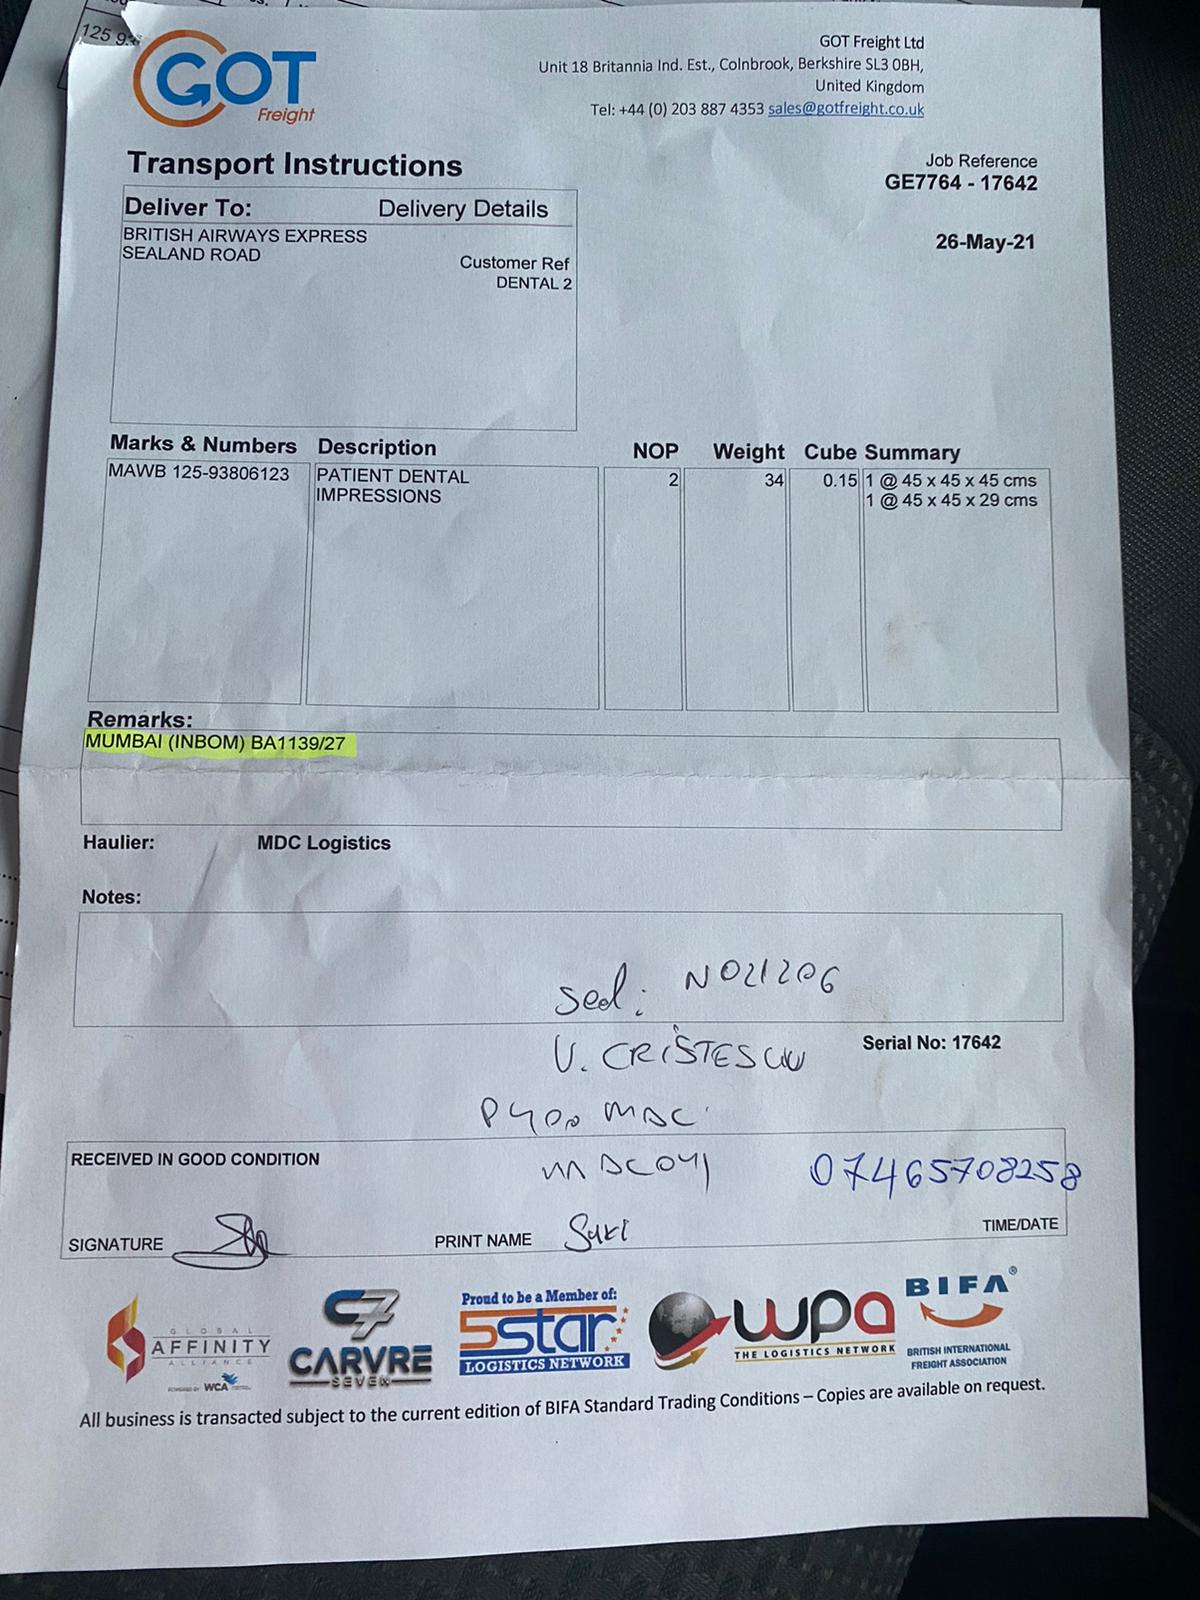 125 93
GOT
Freight
GOT Freight Ltd
Unit 18 Britannia Ind. Est., Colnbrook, Berkshire SL3 0BH,
United Kingdom
Tel: +44 (0) 203 887 4353 sales@gotfreight.co.uk
Transport Instructions
Job Reference
GE7764 - 17642
26-May-21
Deliver To: Delivery Details
BRITISH AIRWAYS EXPRESS
SEALAND ROAD
Customer Ref
DENTAL 2
Marks & Numbers Description NOP Weight Cube Summary
MAWB 125-93806123 PATIENT DENTAL 2 34 0.15 1 @ 45 x 45 x 45 cms
IMPRESSIONS 1 @ 45 x 45 x 29 cms
Remarks:
MUMBAI (INBOM) BA1139/27
Haulier: MDC Logistics
Notes:
Seal: N021206
V. CRISTESCU
Serial No: 17642
P400 MDC
RECEIVED IN GOOD CONDITION
MDC041 07465708258
SIGNATURE PRINT NAME Suki TIME/DATE
GLOBAL
AFFINITY
ALLIANCE
POWERED BY WCA
C7
CARVRE
SEVEN
Proud to be a Member of:
5star
LOGISTICS NETWORK
wpa
THE LOGISTICS NETWORK
BIFA®
BRITISH INTERNATIONAL
FREIGHT ASSOCIATION
All business is transacted subject to the current edition of BIFA Standard Trading Conditions – Copies are available on request.